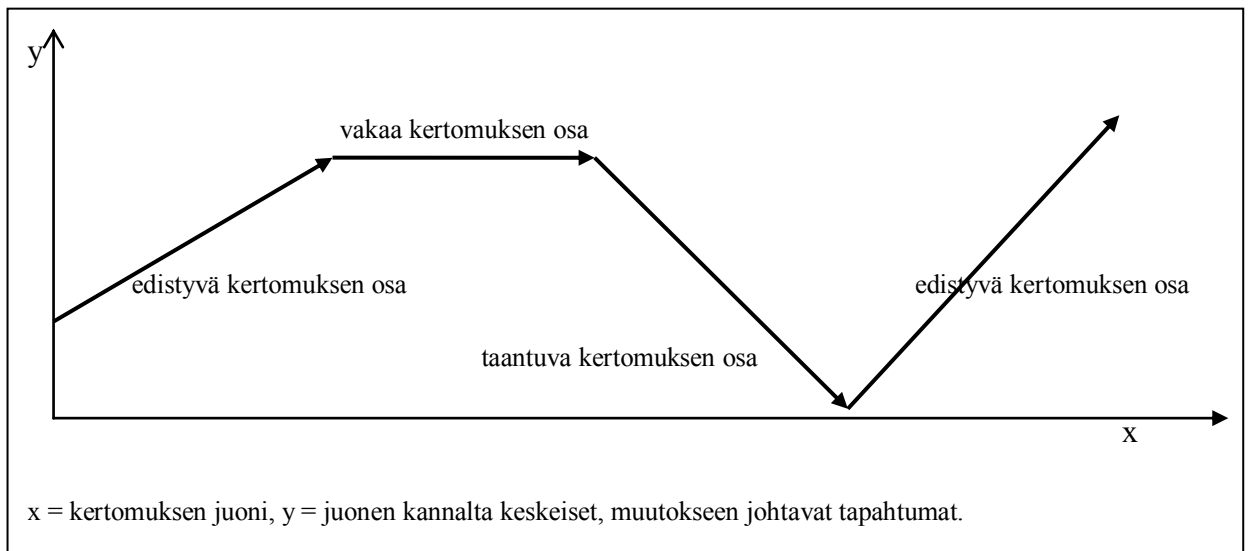 y
vakaa kertomuksen osa
edistyvä kertomuksen osa
edistyvä kertomuksen osa
taantuva kertomuksen osa
x
x = kertomuksen juoni, y = juonen kannalta keskeiset, muutokseen johtavat tapahtumat.